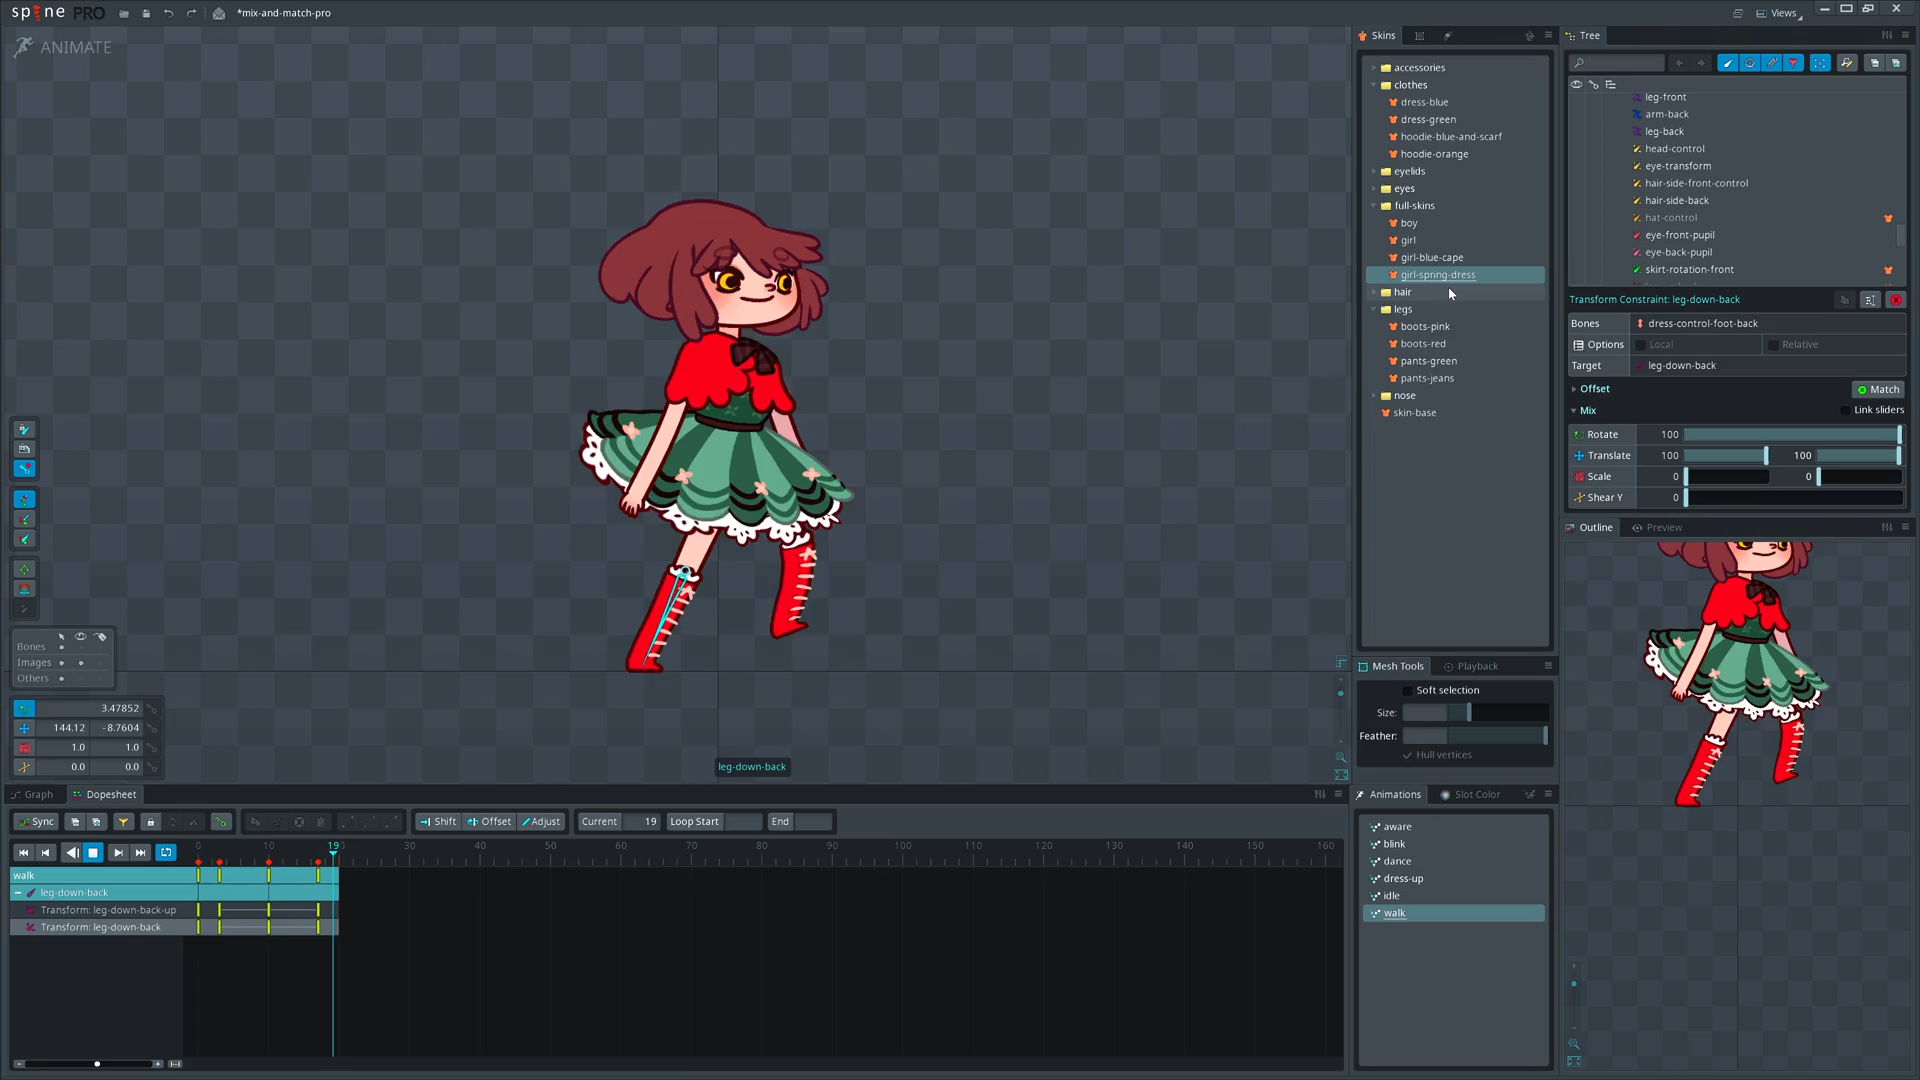 spine PRO
*mix-and-match-pro
Views
ANIMATE
Skins
accessories
clothes
dress-blue
dress-green
hoodie-blue-and-scarf
hoodie-orange
eyelids
eyes
full-skins
boy
girl
girl-blue-cape
girl-spring-dress
hair
legs
boots-pink
boots-red
pants-green
pants-jeans
nose
skin-base
Tree
leg-front
arm-back
leg-back
head-control
eye-transform
hair-side-front-control
hair-side-back
hat-control
eye-front-pupil
eye-back-pupil
skirt-rotation-front
Transform Constraint: leg-down-back
Bones dress-control-foot-back
Options Local Relative
Target leg-down-back
Offset Match
Mix Link sliders
Rotate 100
Translate 100 100
Scale 0 0
Shear Y 0
Outline Preview
Bones
Images
Others
3.47852
144.12 -8.7604
1.0 1.0
0.0 0.0
leg-down-back
Mesh Tools Playback
Soft selection
Size:
Feather:
Hull vertices
Graph Dopesheet
Sync Shift Offset Adjust Current 19 Loop Start End
0 10 19 30 40 50 60 70 80 90 100 110 120 130 140 150 160
walk
leg-down-back
Transform: leg-down-back-up
Transform: leg-down-back
Animations Slot Color
aware
blink
dance
dress-up
idle
walk